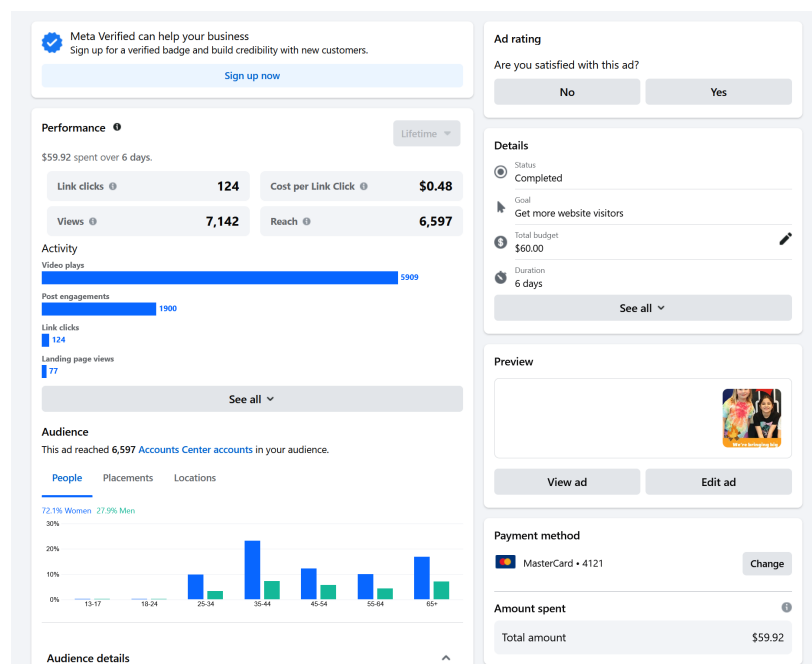 Meta Verified can help your business
Sign up for a verified badge and build credibility with new customers.
Sign up now
Performance
Lifetime
$59.92 spent over 6 days.
Link clicks 124
Cost per Link Click $0.48
Views 7,142
Reach 6,597
Activity
Video plays
5909
Post engagements
1900
Link clicks
124
Landing page views
77
See all
Audience
This ad reached 6,597 Accounts Center accounts in your audience.
People Placements Locations
72.1% Women 27.9% Men
30%
20%
10%
0%
13-17 18-24 25-34 35-44 45-54 55-64 65+
Audience details
Ad rating
Are you satisfied with this ad?
No Yes
Details
Status
Completed
Goal
Get more website visitors
Total budget
$60.00
Duration
6 days
See all
Preview
We're bringing big
View ad Edit ad
Payment method
MasterCard • 4121
Change
Amount spent
Total amount $59.92